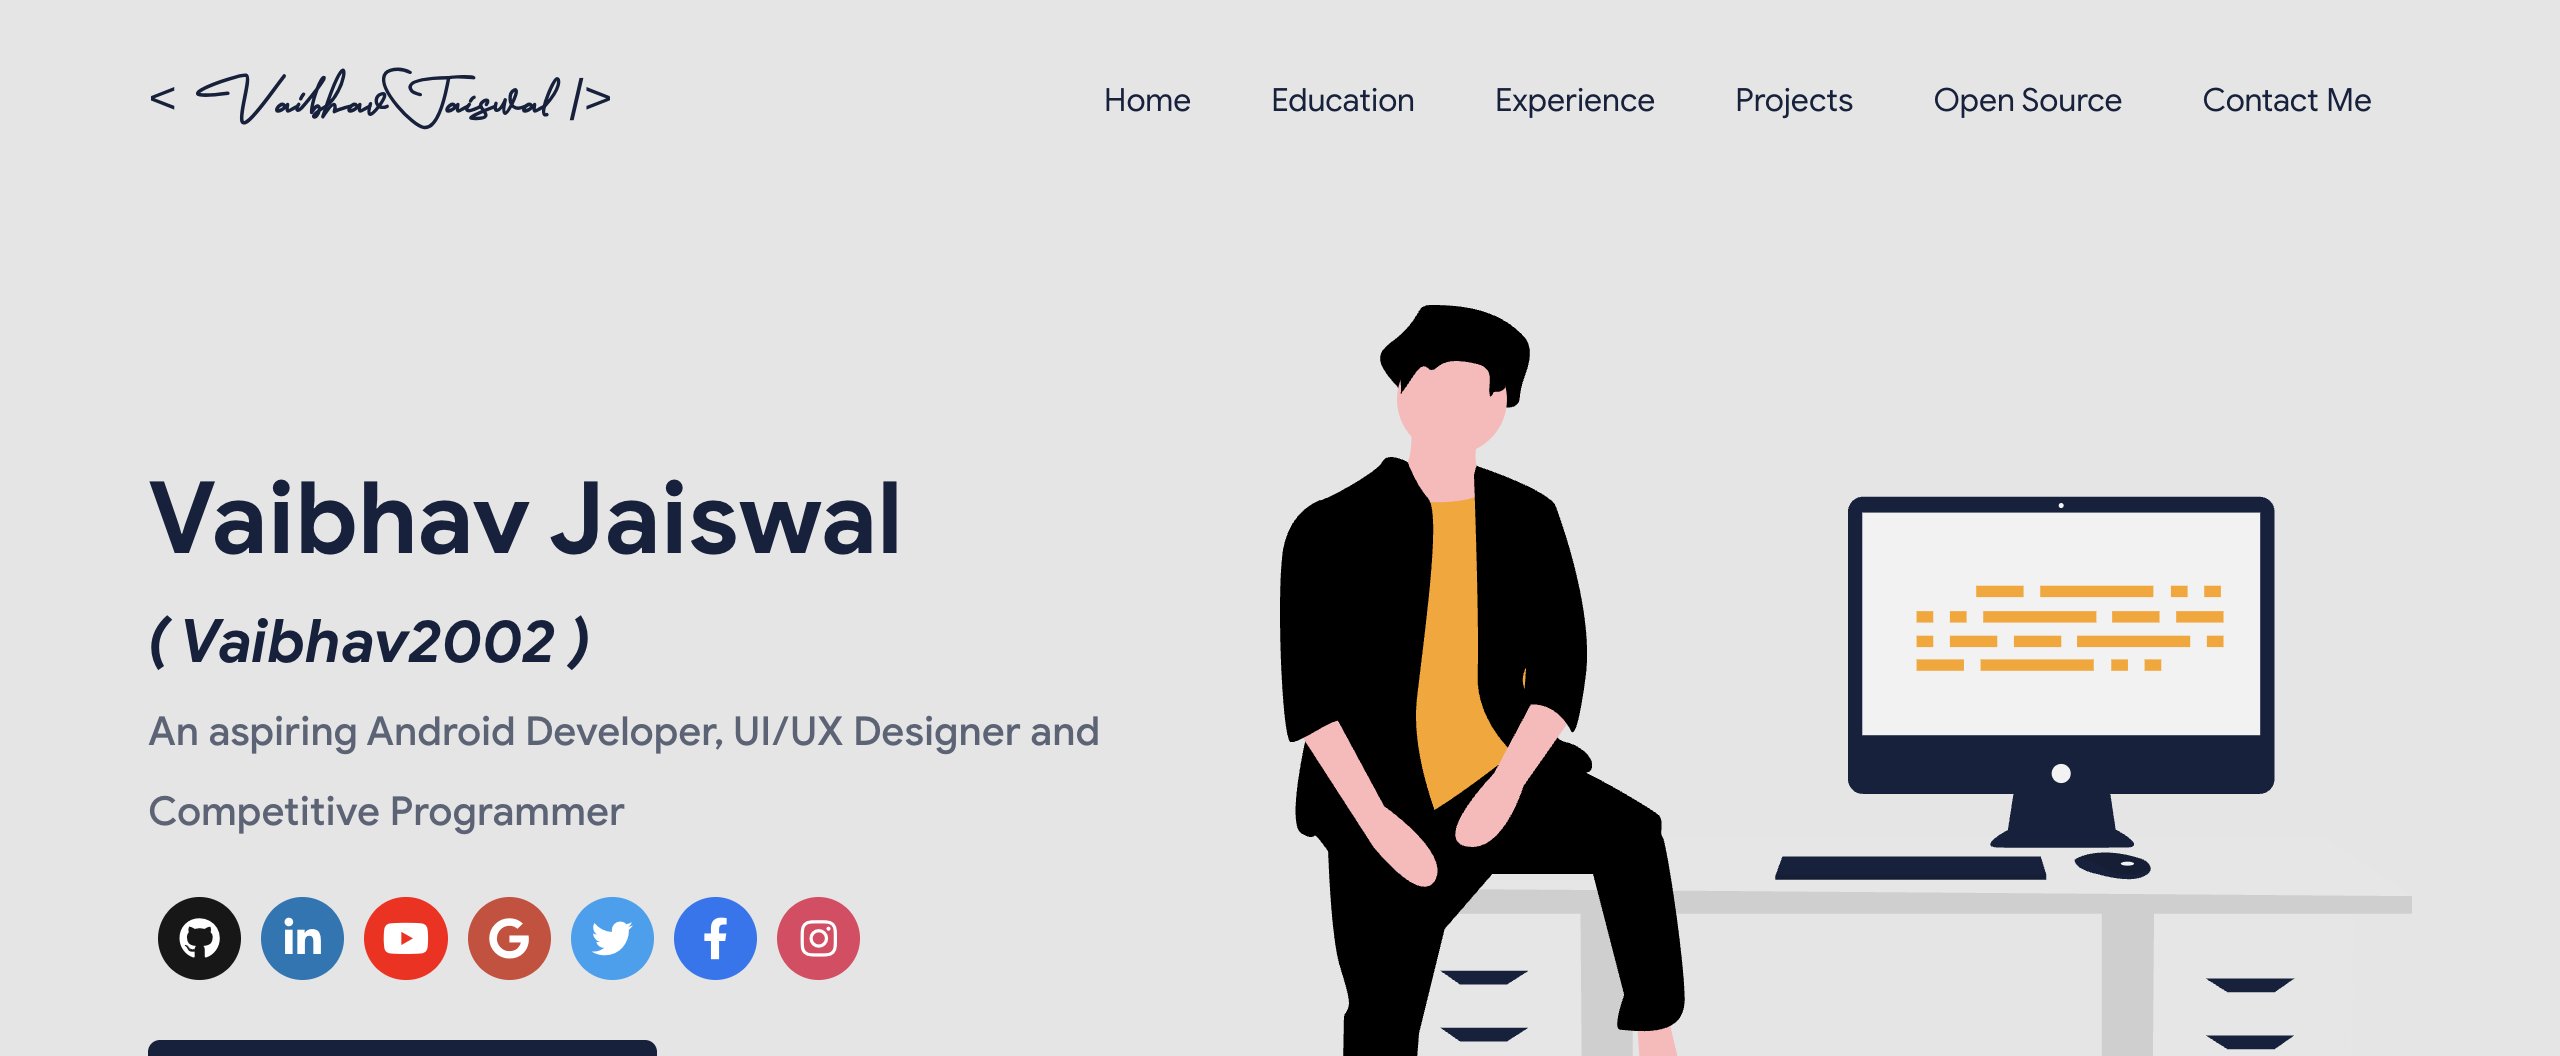 < Vaibhav Jaiswal />
Home Education Experience Projects Open Source Contact Me
Vaibhav Jaiswal
( Vaibhav2002 )
An aspiring Android Developer, UI/UX Designer and
Competitive Programmer